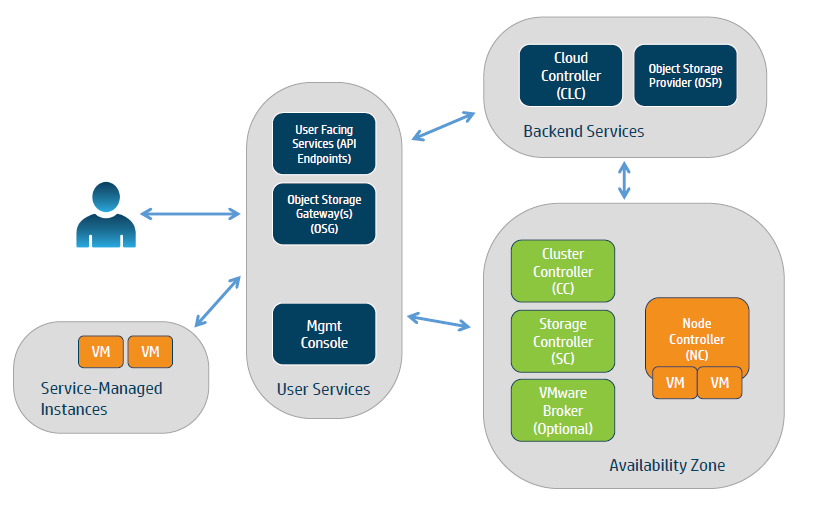 Cloud
Controller
(CLC)
Object Storage
Provider (OSP)
Backend Services
User Facing
Services (API
Endpoints)
Object Storage
Gateway(s)
(OSG)
Mgmt
Console
User Services
VM
VM
Service-Managed
Instances
Cluster
Controller
(CC)
Storage
Controller
(SC)
VMware
Broker
(Optional)
Node
Controller
(NC)
VM
VM
Availability Zone